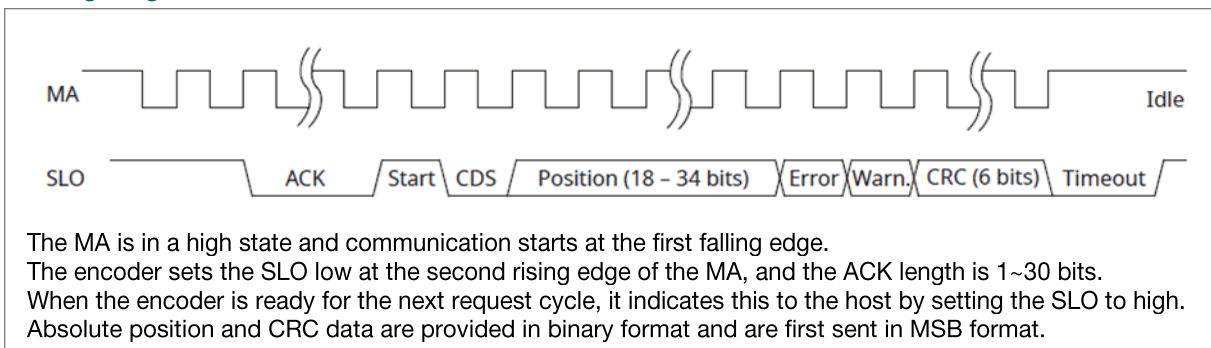 MA
Idle
SLO ACK Start CDS Position (18 – 34 bits) Error Warn. CRC (6 bits) Timeout
The MA is in a high state and communication starts at the first falling edge.
The encoder sets the SLO low at the second rising edge of the MA, and the ACK length is 1~30 bits.
When the encoder is ready for the next request cycle, it indicates this to the host by setting the SLO to high.
Absolute position and CRC data are provided in binary format and are first sent in MSB format.